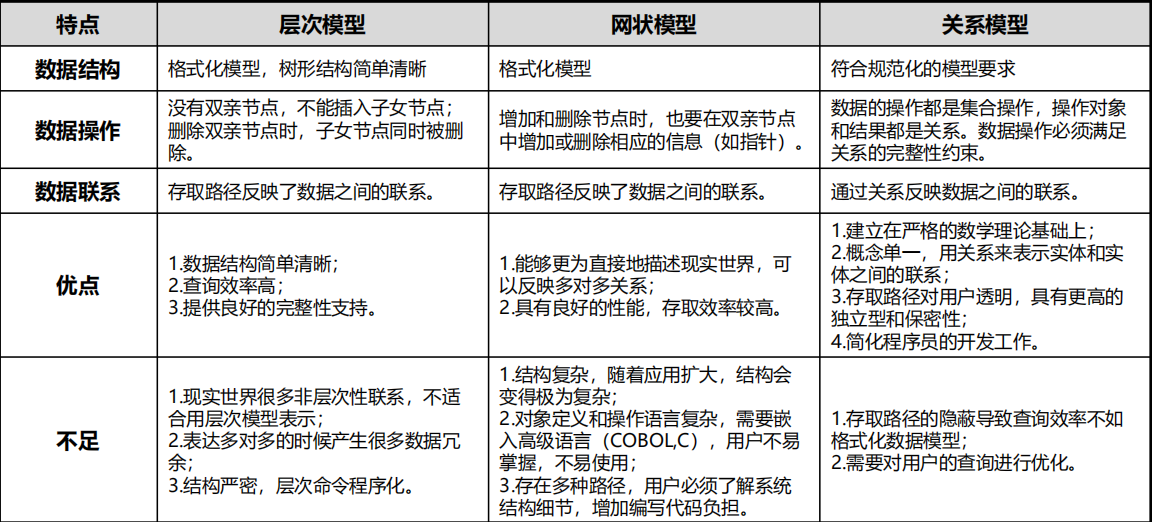 特点
层次模型
网状模型
关系模型
数据结构
格式化模型，树形结构简单清晰
格式化模型
符合规范化的模型要求
数据操作
没有双亲节点，不能插入子女节点；
删除双亲节点时，子女节点同时被删
除。
增加和删除节点时，也要在双亲节点
中增加或删除相应的信息（如指针）。
数据的操作都是集合操作，操作对象
和结果都是关系。数据操作必须满足
关系的完整性约束。
数据联系
存取路径反映了数据之间的联系。
存取路径反映了数据之间的联系。
通过关系反映数据之间的联系。
优点
1.数据结构简单清晰；
2.查询效率高；
3.提供良好的完整性支持。
1.能够更为直接地描述现实世界，可
以反映多对多关系；
2.具有良好的性能，存取效率较高。
1.建立在严格的数学理论基础上；
2.概念单一，用关系来表示实体和实
体之间的联系；
3.存取路径对用户透明，具有更高的
独立型和保密性；
4.简化程序员的开发工作。
不足
1.现实世界很多非层次性联系，不适
合用层次模型表示；
2.表达多对多的时候产生很多数据冗
余；
3.结构严密，层次命令程序化。
1.结构复杂，随着应用扩大，结构会
变得极为复杂；
2.对象定义和操作语言复杂，需要嵌
入高级语言（COBOL,C），用户不易
掌握，不易使用；
3.存在多种路径，用户必须了解系统
结构细节，增加编写代码负担。
1.存取路径的隐蔽导致查询效率不如
格式化数据模型；
2.需要对用户的查询进行优化。